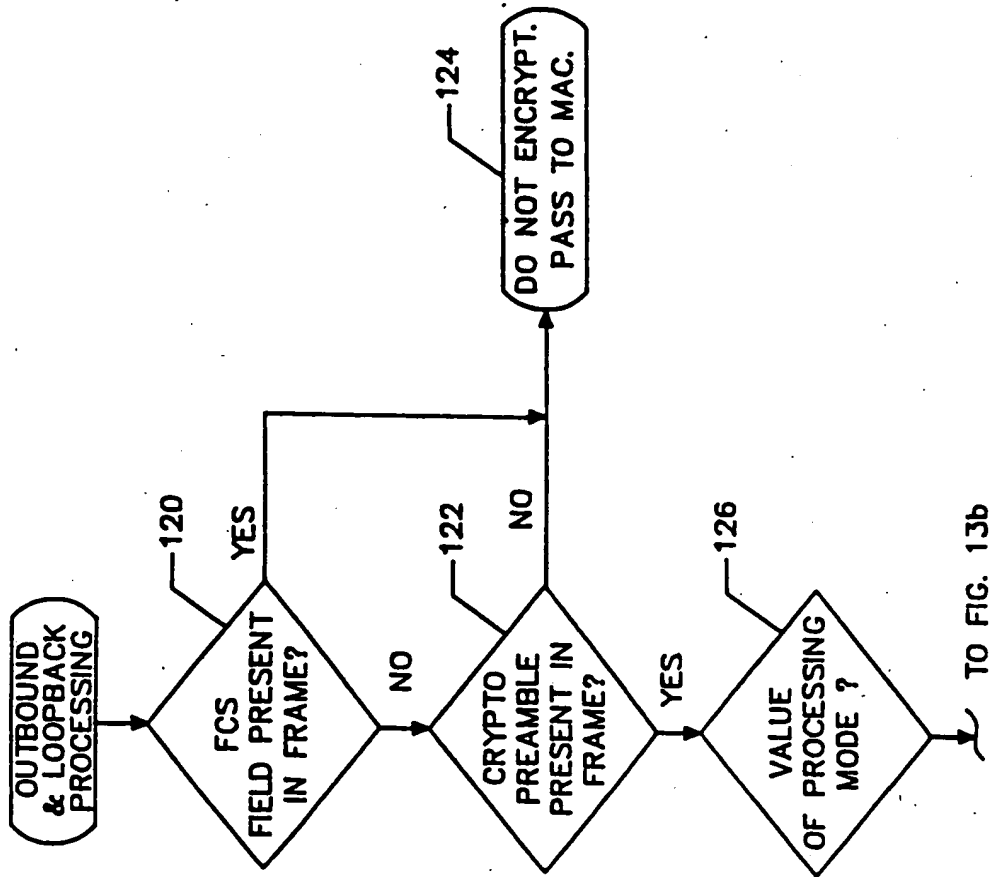 OUTBOUND
& LOOPBACK
PROCESSING
120
FCS
FIELD PRESENT
IN FRAME?
YES
NO
122
CRYPTO
PREAMBLE
PRESENT IN
FRAME?
NO
YES
124
DO NOT ENCRYPT.
PASS TO MAC.
126
VALUE
OF PROCESSING
MODE ?
TO FIG. 13b